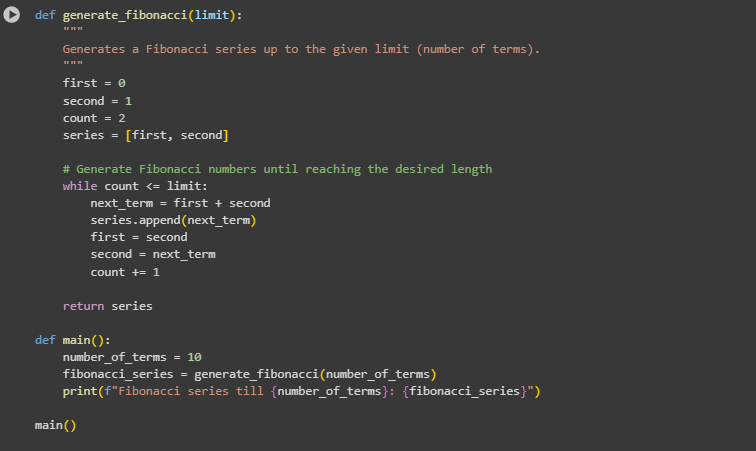 def generate_fibonacci(limit):
    """
    Generates a Fibonacci series up to the given limit (number of terms).
    """
    first = 0
    second = 1
    count = 2
    series = [first, second]

    # Generate Fibonacci numbers until reaching the desired length
    while count <= limit:
        next_term = first + second
        series.append(next_term)
        first = second
        second = next_term
        count += 1

    return series

def main():
    number_of_terms = 10
    fibonacci_series = generate_fibonacci(number_of_terms)
    print(f"Fibonacci series till {number_of_terms}: {fibonacci_series}")

main()